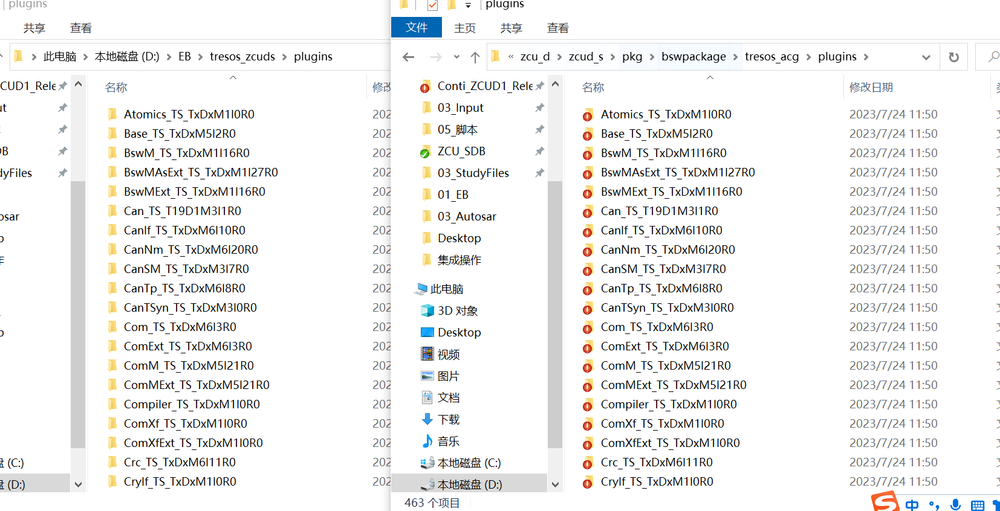 plugins
共享 查看
此电脑 本地磁盘 (D:) EB tresos_zcuds plugins
名称 修改
CUD1_Rele
ut
DB
dyFiles
osar
盘 (C:)
盘 (D:)
Atomics_TS_TxDxM1I0R0 202
Base_TS_TxDxM5I2R0 202
BswM_TS_TxDxM1I16R0 202
BswMAsExt_TS_TxDxM1I27R0 202
BswMExt_TS_TxDxM1I16R0 202
Can_TS_T19D1M3I1R0 202
CanIf_TS_TxDxM6I10R0 202
CanNm_TS_TxDxM6I20R0 202
CanSM_TS_TxDxM3I7R0 202
CanTp_TS_TxDxM6I8R0 202
CanTSyn_TS_TxDxM3I0R0 202
Com_TS_TxDxM6I3R0 202
ComExt_TS_TxDxM6I3R0 202
ComM_TS_TxDxM5I21R0 202
ComMExt_TS_TxDxM5I21R0 202
Compiler_TS_TxDxM1I0R0 202
ComXf_TS_TxDxM1I0R0 202
ComXfExt_TS_TxDxM1I0R0 202
Crc_TS_TxDxM6I11R0 202
CryIf_TS_TxDxM1I0R0 202
plugins
文件 主页 共享 查看
« zcu_d zcud_s pkg bswpackage tresos_acg plugins
Conti_ZCUD1_Rele
03_Input
05_脚本
ZCU_SDB
03_StudyFiles
01_EB
03_Autosar
Desktop
集成操作
此电脑
3D 对象
Desktop
视频
图片
文档
下载
音乐
本地磁盘 (C:)
本地磁盘 (D:)
名称 修改日期
Atomics_TS_TxDxM1I0R0 2023/7/24 11:50
Base_TS_TxDxM5I2R0 2023/7/24 11:50
BswM_TS_TxDxM1I16R0 2023/7/24 11:50
BswMAsExt_TS_TxDxM1I27R0 2023/7/24 11:50
BswMExt_TS_TxDxM1I16R0 2023/7/24 11:50
Can_TS_T19D1M3I1R0 2023/7/24 11:50
CanIf_TS_TxDxM6I10R0 2023/7/24 11:50
CanNm_TS_TxDxM6I20R0 2023/7/24 11:50
CanSM_TS_TxDxM3I7R0 2023/7/24 11:50
CanTp_TS_TxDxM6I8R0 2023/7/24 11:50
CanTSyn_TS_TxDxM3I0R0 2023/7/24 11:50
Com_TS_TxDxM6I3R0 2023/7/24 11:50
ComExt_TS_TxDxM6I3R0 2023/7/24 11:50
ComM_TS_TxDxM5I21R0 2023/7/24 11:50
ComMExt_TS_TxDxM5I21R0 2023/7/24 11:50
Compiler_TS_TxDxM1I0R0 2023/7/24 11:50
ComXf_TS_TxDxM1I0R0 2023/7/24 11:50
ComXfExt_TS_TxDxM1I0R0 2023/7/24 11:50
Crc_TS_TxDxM6I11R0 2023/7/24 11:50
CryIf_TS_TxDxM1I0R0 2023/7/24 11:50
463 个项目
中